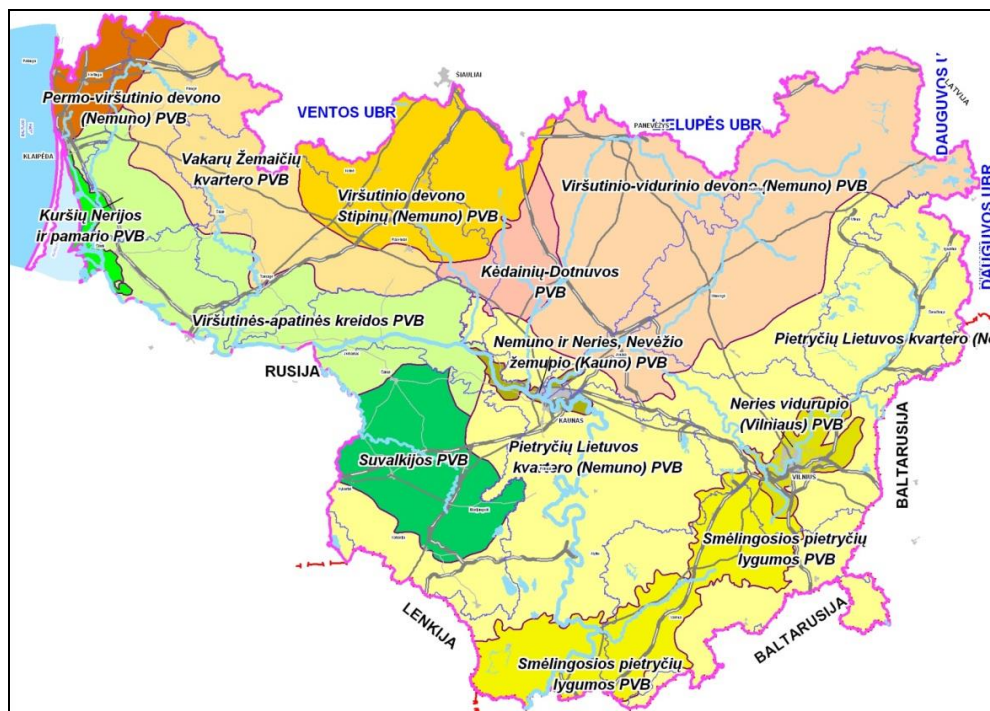 ŠIAULIAI
DAUGUVOS U
LATVIJA
Permo-viršutinio devono
(Nemuno) PVB
VENTOS UBR
LIELUPĖS UBR
PANEVĖŽYS
KLAIPĖDA
Vakarų Žemaičių
kvartero PVB
Viršutinio devono
Stipinų (Nemuno) PVB
Viršutinio-vidurinio devono (Nemuno) PVB
Kuršių Nerijos
ir pamario PVB
DAUGUVOS UBR
Kėdainių-Dotnuvos
PVB
Viršutinės-apatinės kreidos PVB
Nemuno ir Neries, Nevėžio
žemupio (Kauno) PVB
Pietryčių Lietuvos kvartero (Ne
RUSIJA
KAUNAS
Neries vidurupio
(Vilniaus) PVB
BALTARUSIJA
Suvalkijos PVB
Pietryčių Lietuvos
kvartero (Nemuno) PVB
VILNIUS
Smėlingosios pietryčių
lygumos PVB
LENKIJA
BALTARUSIJA
Smėlingosios pietryčių
lygumos PVB